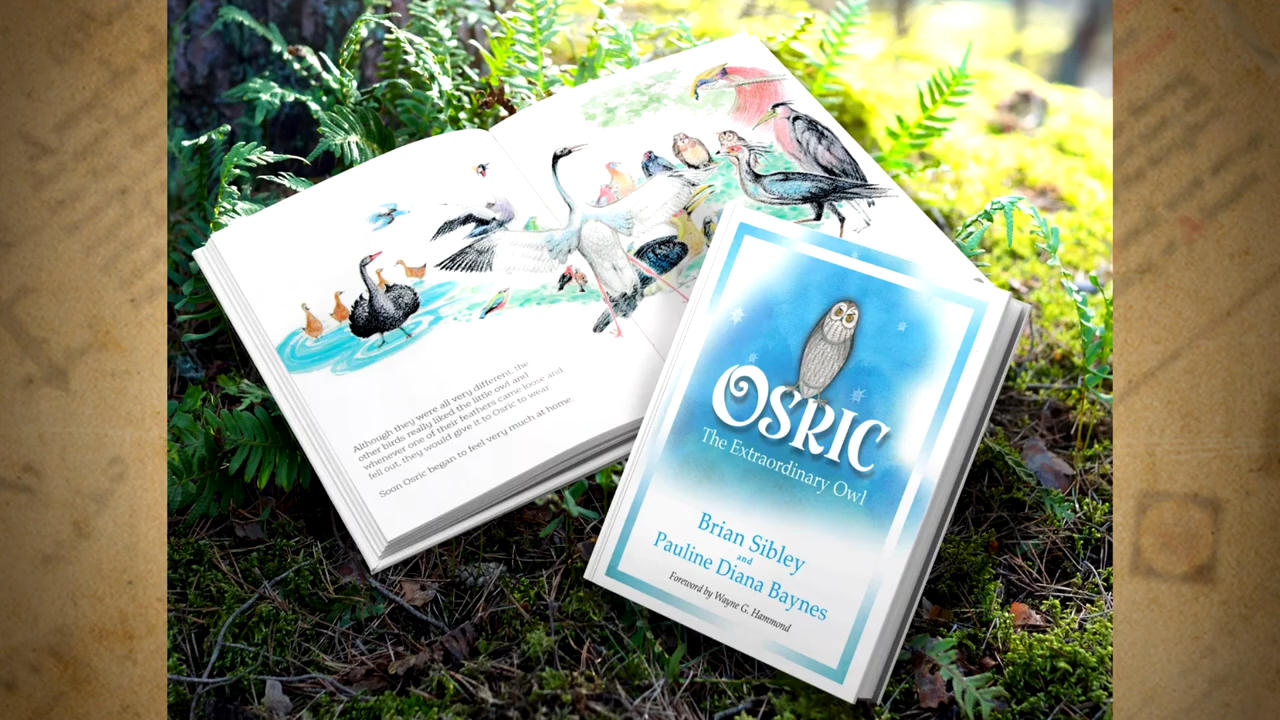 Although they were all very different, the
other birds really liked the little owl and
whenever one of their feathers came loose and
fell out, they would give it to Osric to wear.
Soon Osric began to feel very much at home.
OSRIC
The Extraordinary Owl
Brian Sibley
and
Pauline Diana Baynes
Foreword by Wayne G. Hammond